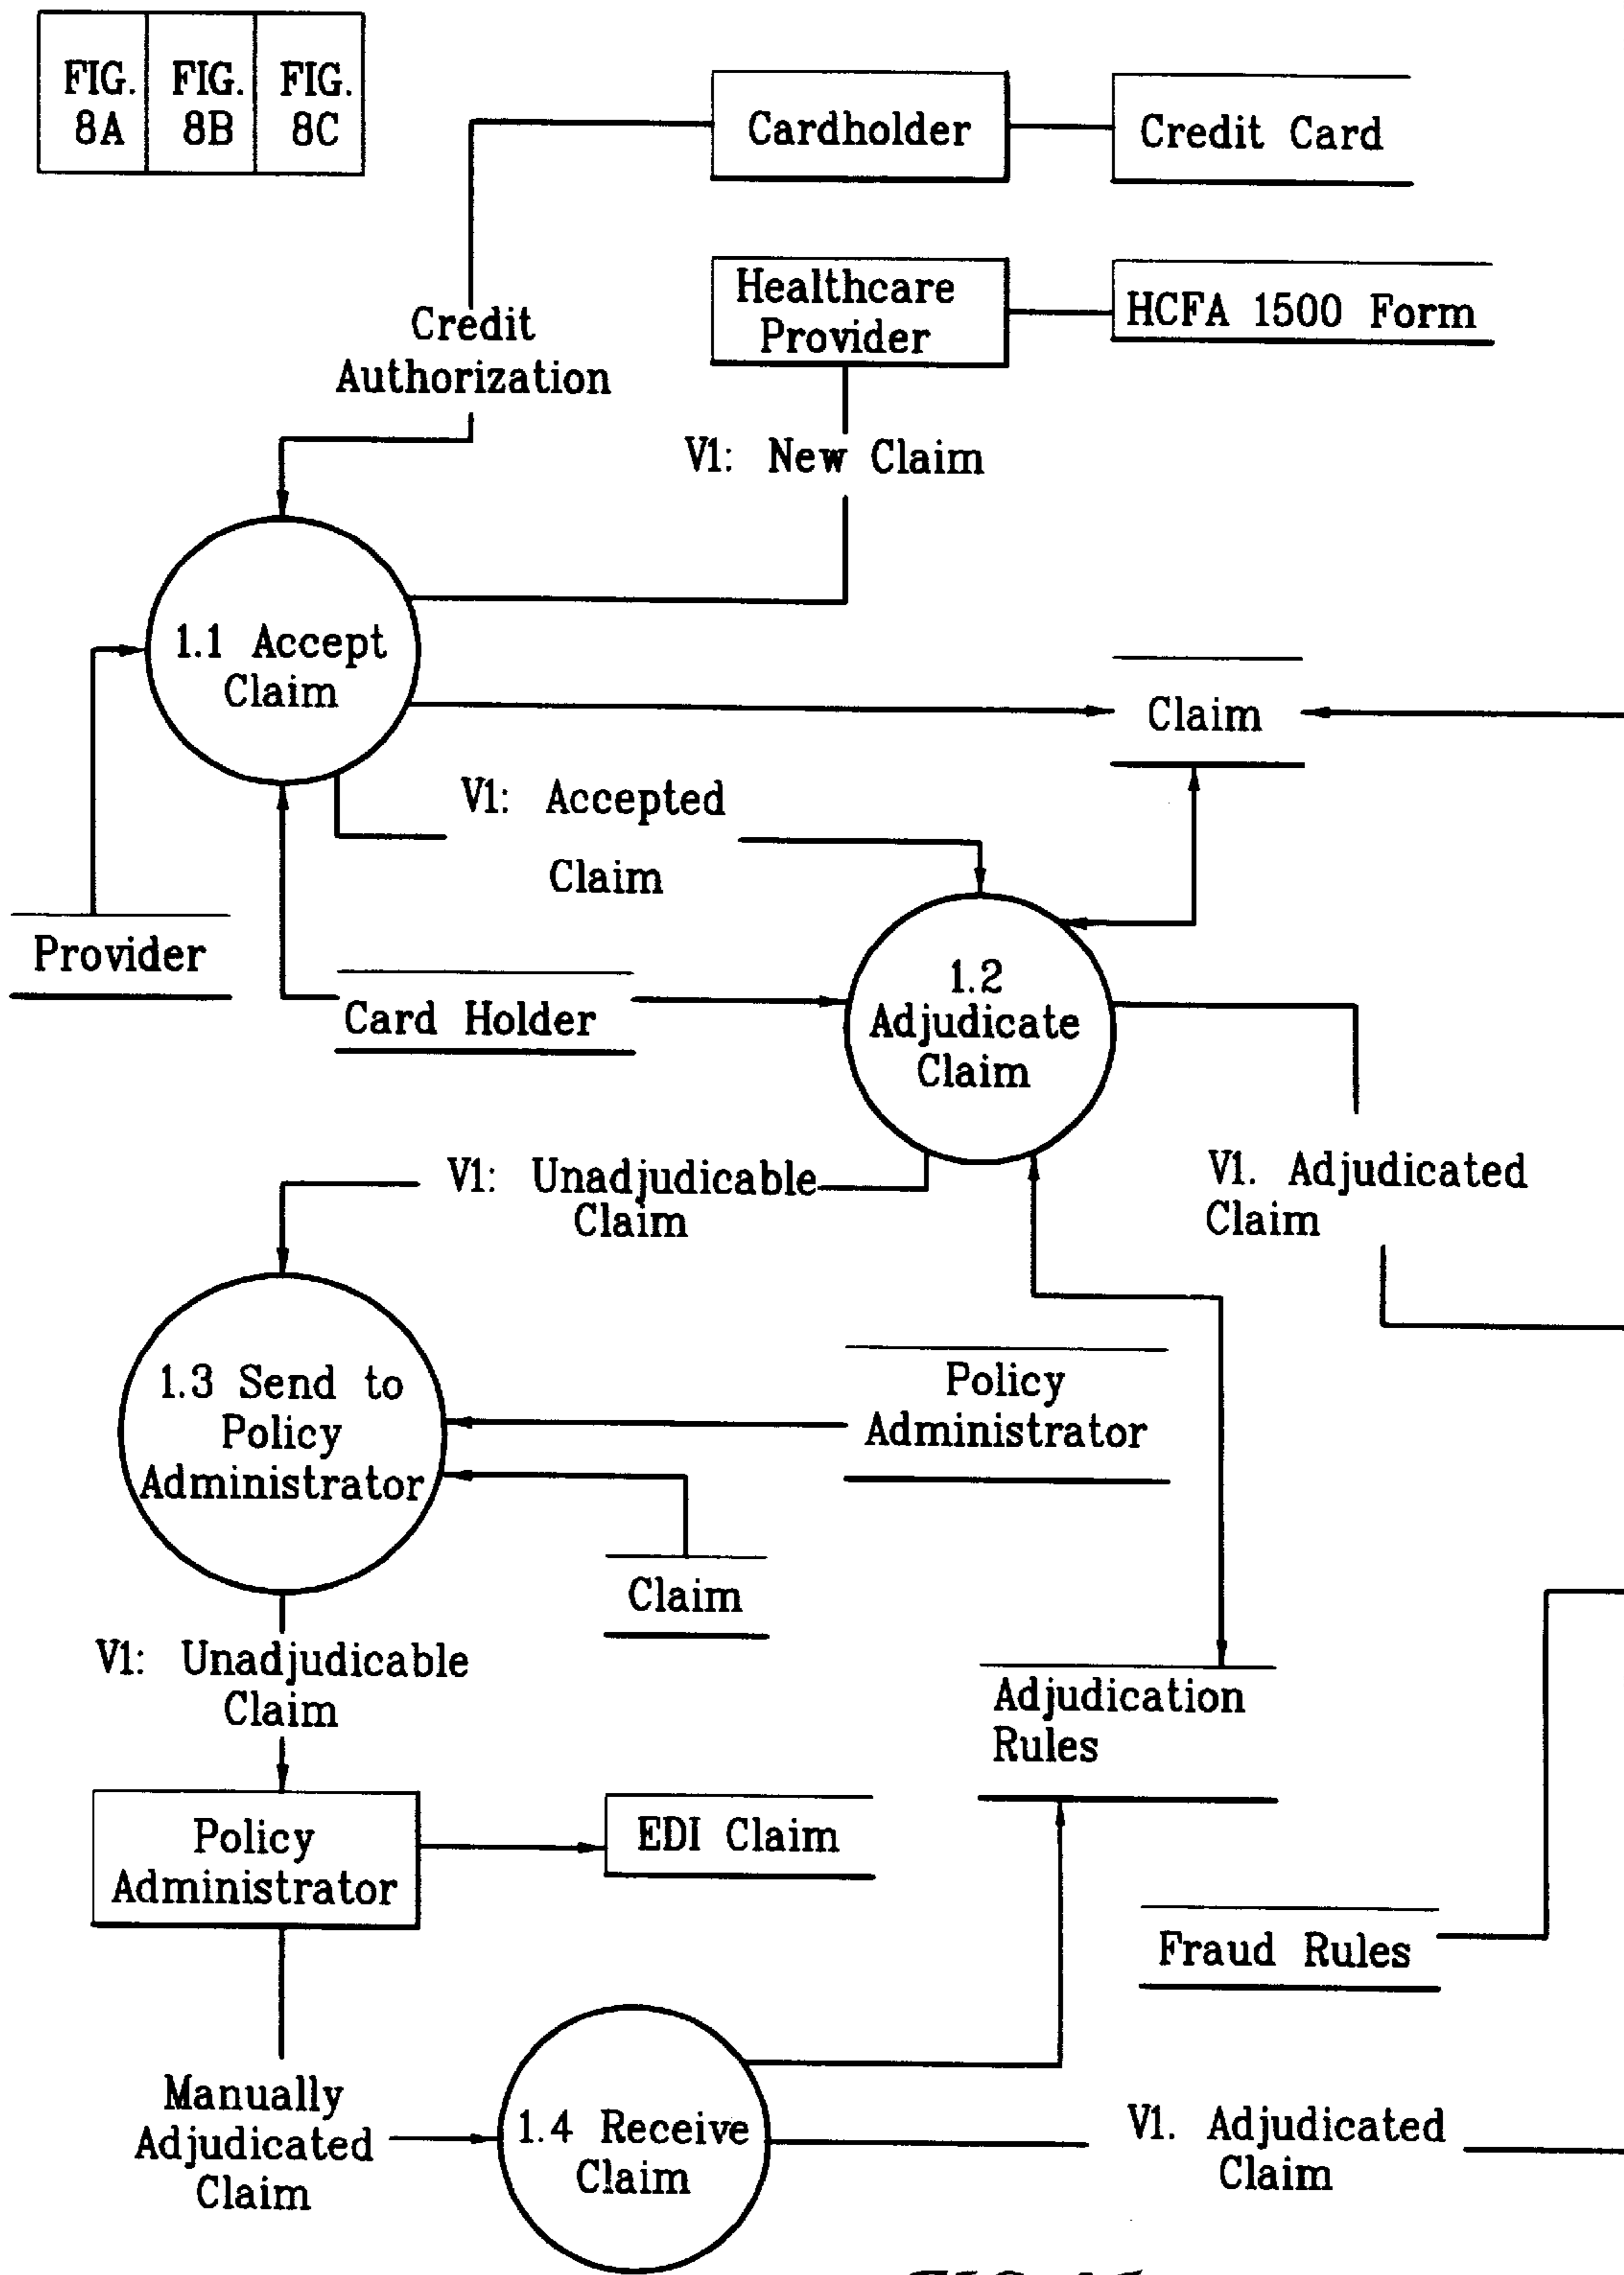 FIG. 8A
FIG. 8B
FIG. 8C
Cardholder
Credit Card
Healthcare
Provider
HCFA 1500 Form
Credit
Authorization
V1: New Claim
1.1 Accept
Claim
Claim
V1: Accepted
Claim
Provider
Card Holder
1.2
Adjudicate
Claim
V1: Unadjudicable
Claim
V1. Adjudicated
Claim
1.3 Send to
Policy
Administrator
Policy
Administrator
Claim
V1: Unadjudicable
Claim
Adjudication
Rules
Policy
Administrator
EDI Claim
Fraud Rules
Manually
Adjudicated
Claim
1.4 Receive
Claim
V1. Adjudicated
Claim